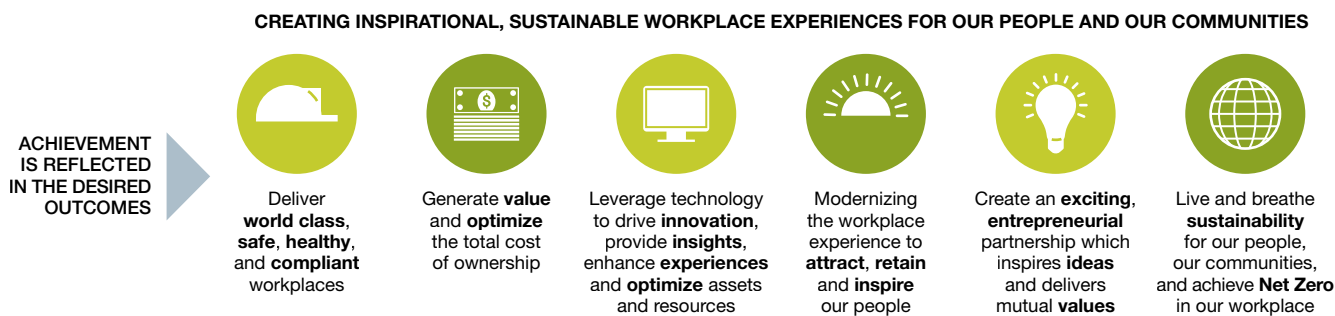 CREATING INSPIRATIONAL, SUSTAINABLE WORKPLACE EXPERIENCES FOR OUR PEOPLE AND OUR COMMUNITIES
ACHIEVEMENT
IS REFLECTED
IN THE DESIRED
OUTCOMES
$
Deliver
world class,
safe, healthy,
and compliant
workplaces
Generate value
and optimize
the total cost
of ownership
Leverage technology
to drive innovation,
provide insights,
enhance experiences
and optimize assets
and resources
Modernizing
the workplace
experience to
attract, retain
and inspire
our people
Create an exciting,
entrepreneurial
partnership which
inspires ideas
and delivers
mutual values
Live and breathe
sustainability
for our people,
our communities,
and achieve Net Zero
in our workplace